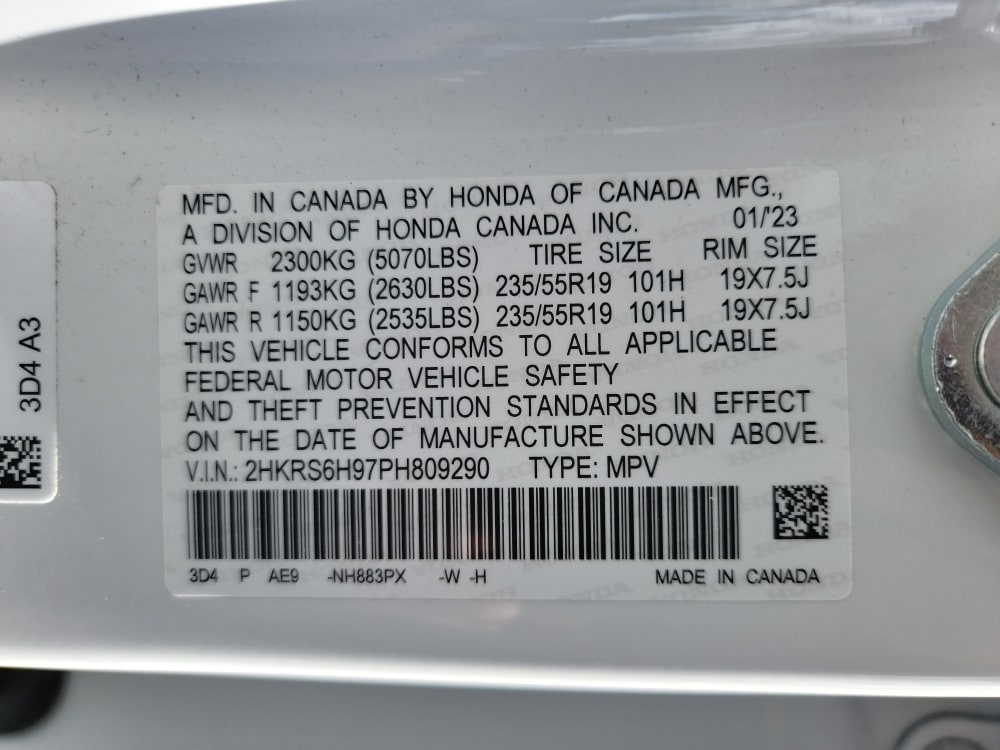 MFD. IN CANADA BY HONDA OF CANADA MFG.,
A DIVISION OF HONDA CANADA INC. 01/'23
GVWR 2300KG (5070LBS) TIRE SIZE RIM SIZE
GAWR F 1193KG (2630LBS) 235/55R19 101H 19X7.5J
GAWR R 1150KG (2535LBS) 235/55R19 101H 19X7.5J
THIS VEHICLE CONFORMS TO ALL APPLICABLE
FEDERAL MOTOR VEHICLE SAFETY
AND THEFT PREVENTION STANDARDS IN EFFECT
ON THE DATE OF MANUFACTURE SHOWN ABOVE.
V.I.N.: 2HKRS6H97PH809290 TYPE: MPV
3D4 P AE9 -NH883PX -W -H MADE IN CANADA
3D4 A3